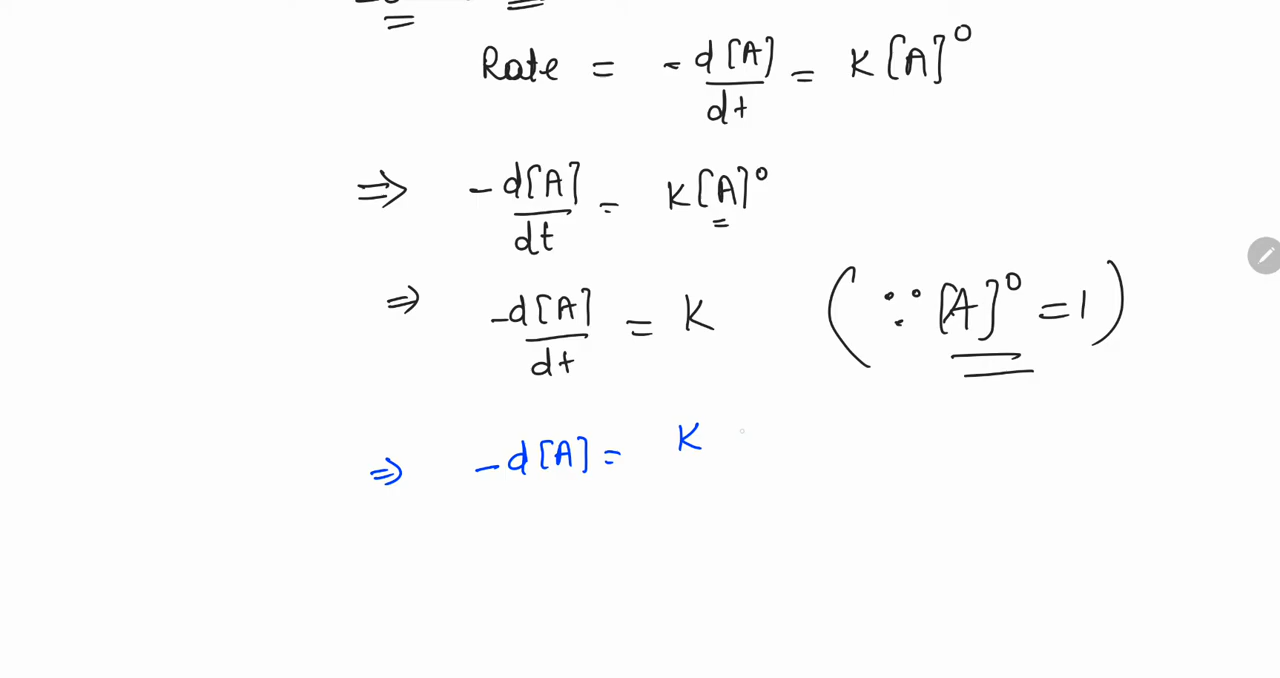 Rate = -d[A]/dt = K[A]⁰
⇒ -d[A]/dt = K[A]⁰
⇒ -d[A]/dt = K (∵ [A]⁰ = 1)
⇒ -d[A] = K